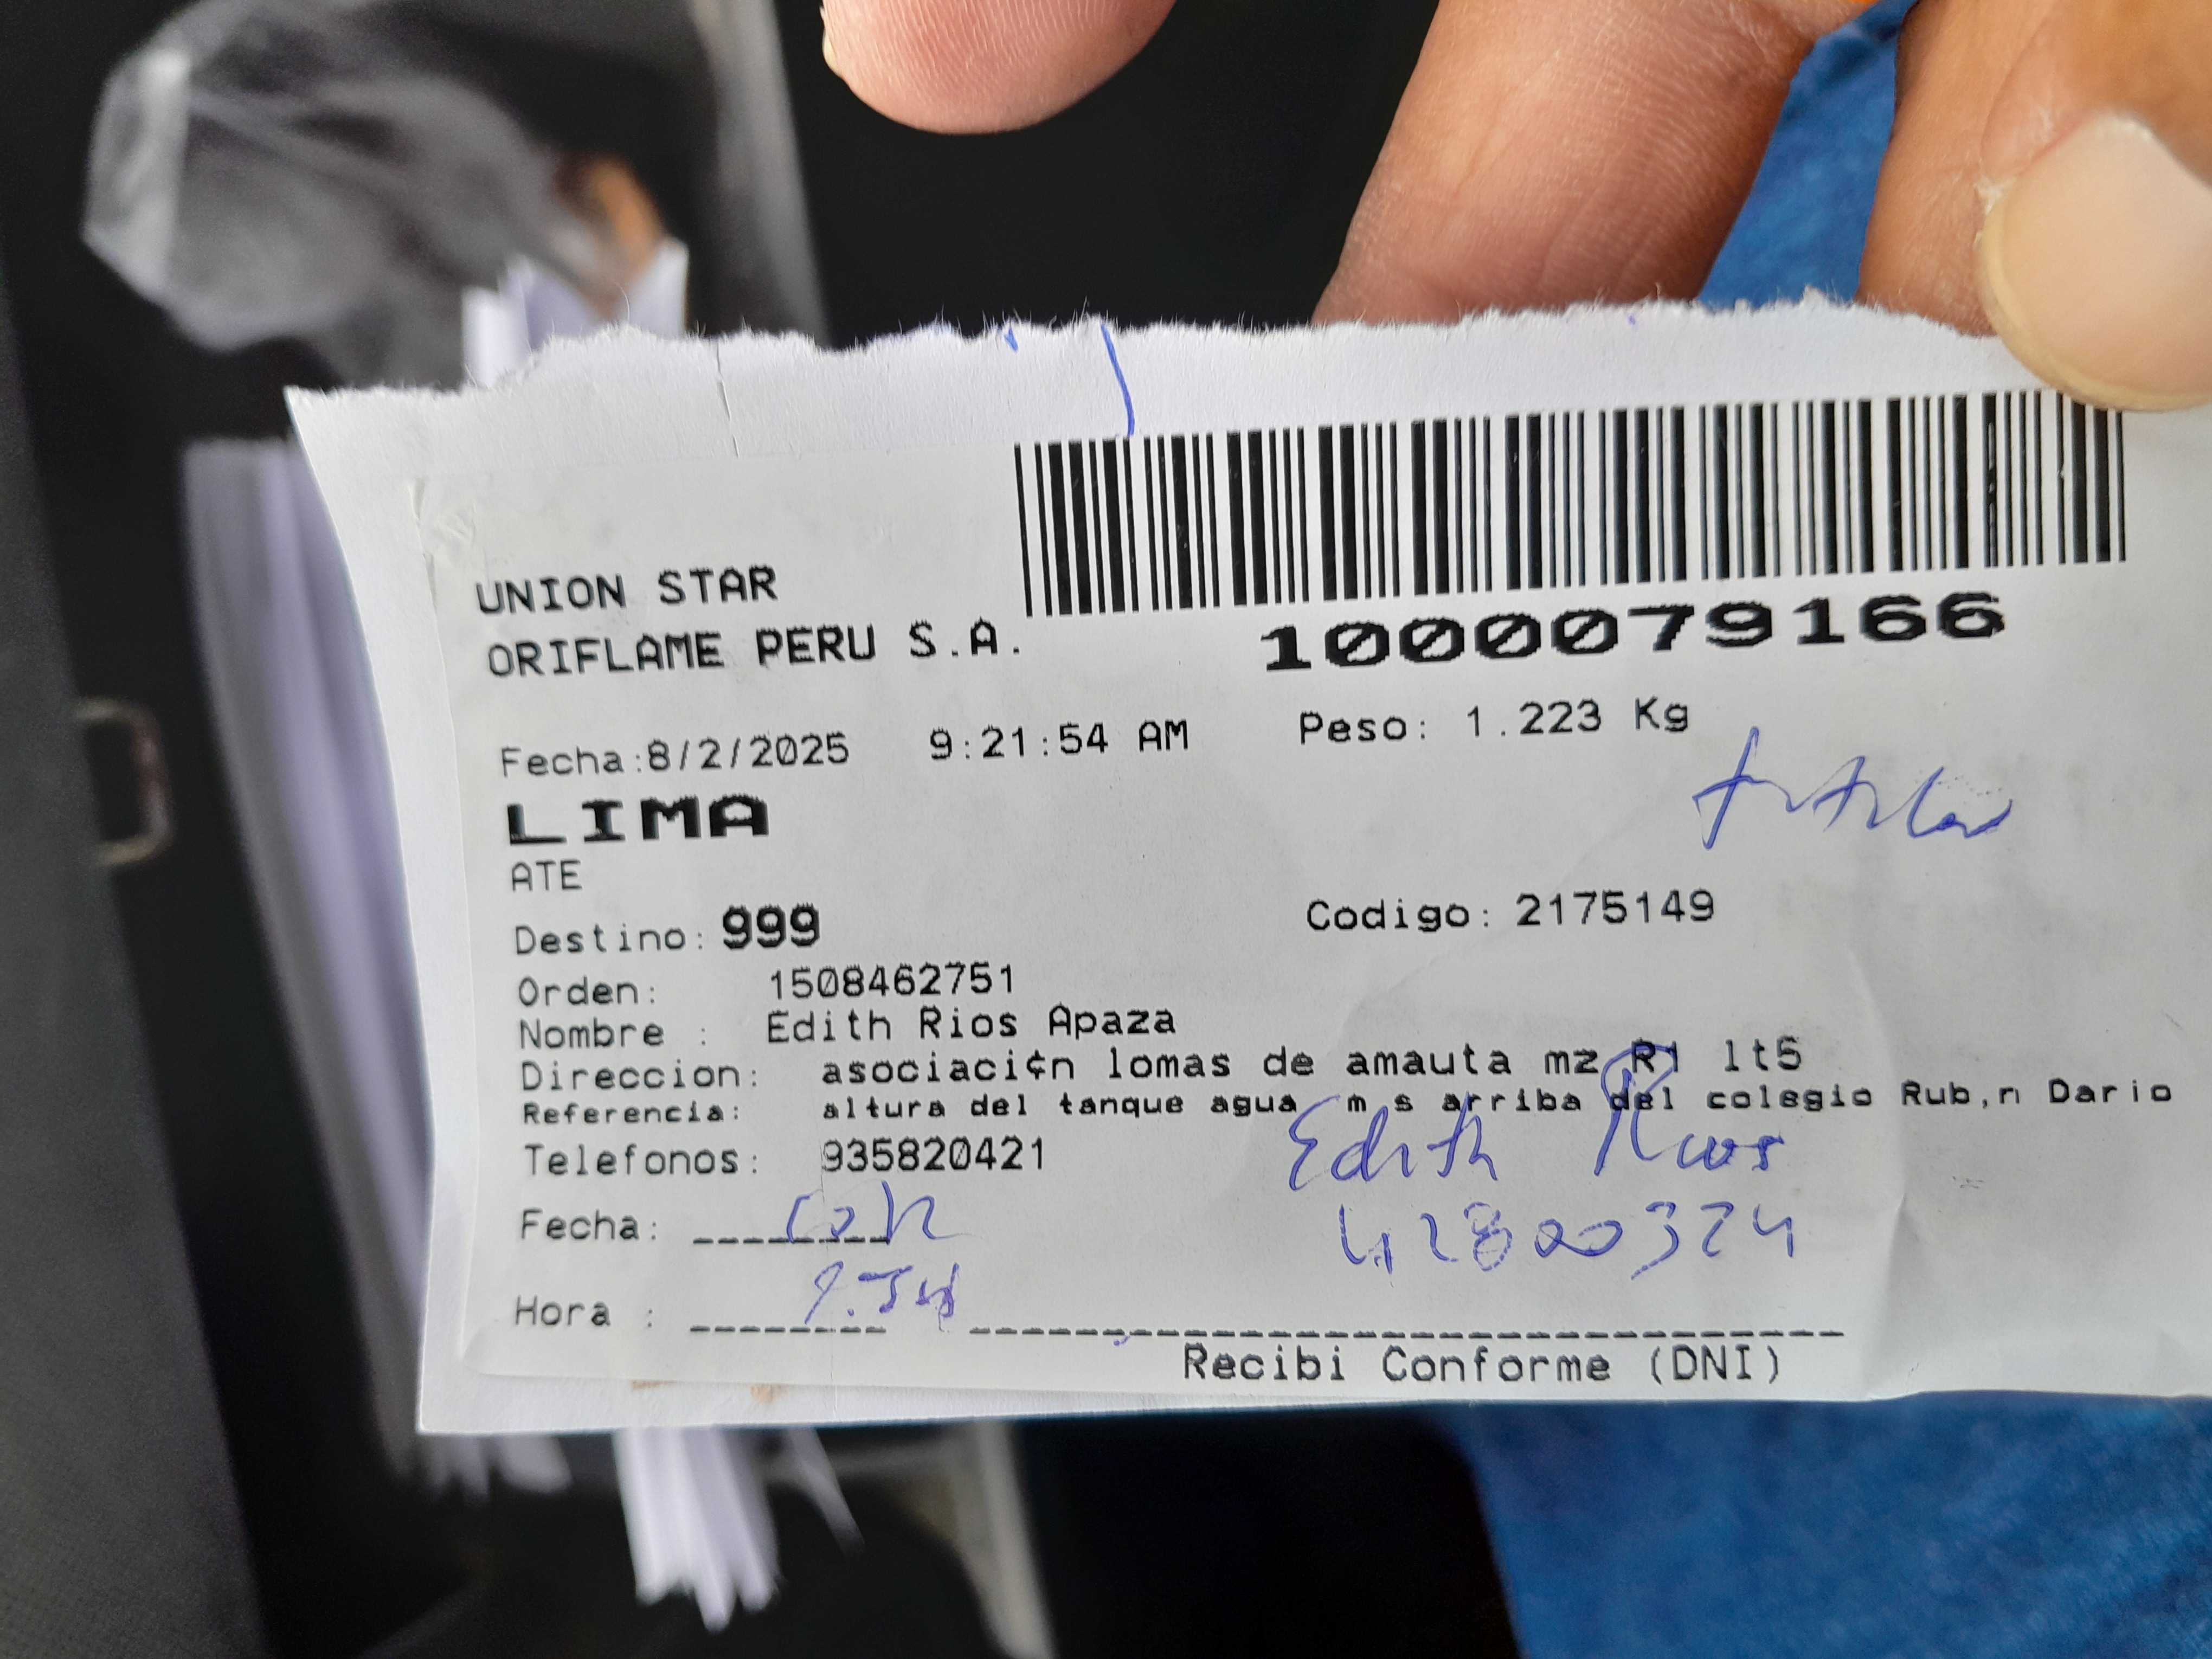 UNION STAR
ORIFLAME PERU S.A.
1000079166
Fecha:8/2/2025 9:21:54 AM Peso: 1.223 Kg
LIMA
ATE
Destino: 999 Codigo: 2175149
Orden: 1508462751
Nombre : Edith Rios Apaza
Direccion: asociaci¢n lomas de amauta mz R1 lt5
Referencia: altura del tanque agua m s arriba del colegio Rub,n Dario
Telefonos: 935820421
Edith Rios
Fecha:
42800324
Hora :
Recibi Conforme (DNI)